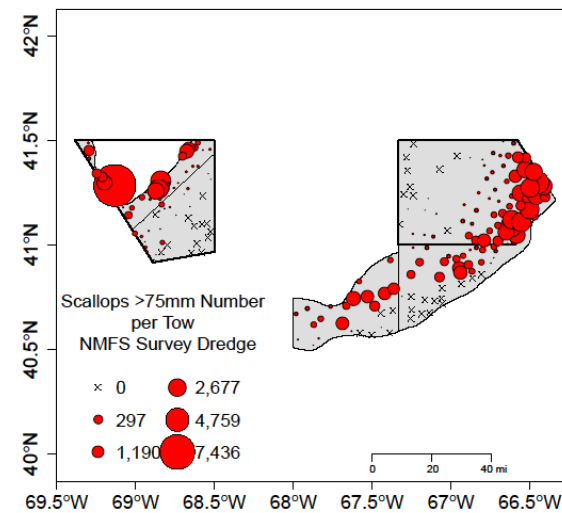 42°N
41.5°N
41°N
40.5°N
40°N
Scallops >75mm Number
per Tow
NMFS Survey Dredge
0 2,677
297 4,759
1,190 7,436
0 20 40 mi
69.5°W 69°W 68.5°W 68°W 67.5°W 67°W 66.5°W